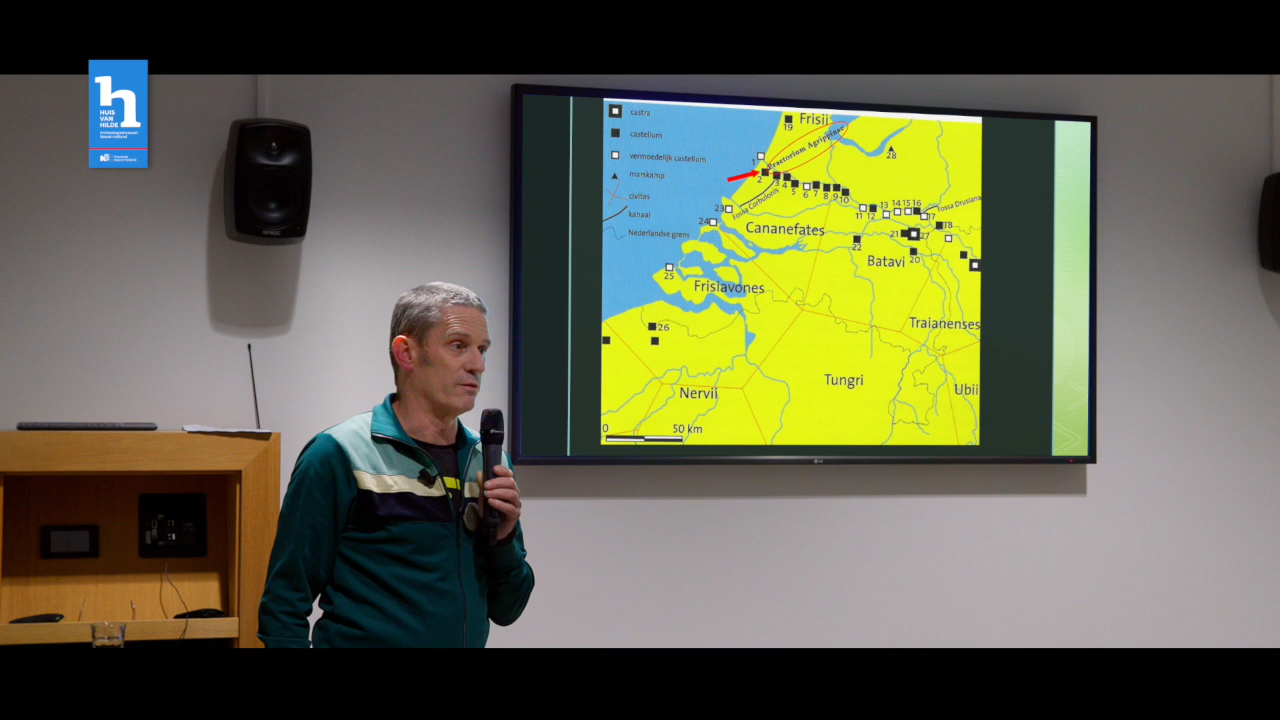 h
HUIS
VAN
HILDE
castra
castellum
vermoedelijk castellum
marskamp
civitas
kanaal
Nederlandse grens
19
Frisii
Praetorium Agrippinae
28
1
2
3
4
5
6
7
8
9
10
11
12
13
14
15
16
17
18
Fossa Drusiana
Fossa Corbulonis
23
24
Cananefates
22
21
27
20
Batavi
25
Frisiavones
26
Traianenses
Tungri
Nervii
Ubii
0
50 km
LG